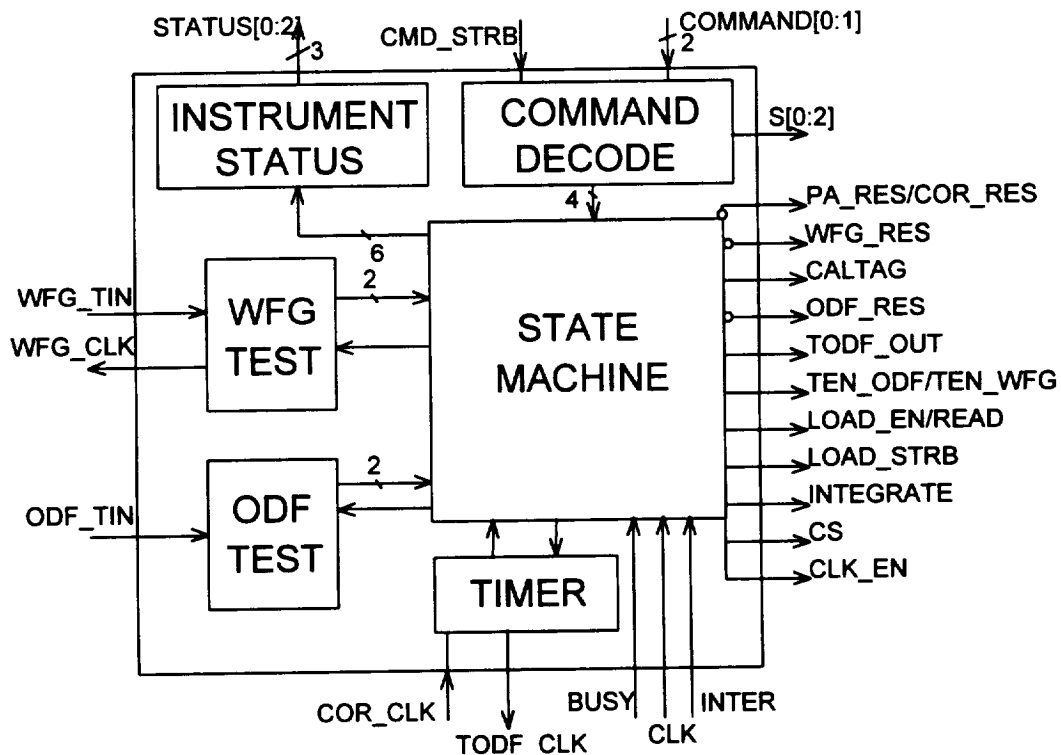 STATUS[0:2]
3
CMD_STRB
COMMAND[0:1]
2
INSTRUMENT
STATUS
COMMAND
DECODE
S[0:2]
4
6
PA_RES/COR_RES
WFG_RES
CALTAG
ODF_RES
TODF_OUT
TEN_ODF/TEN_WFG
LOAD_EN/READ
LOAD_STRB
INTEGRATE
CS
CLK_EN
WFG_TIN
WFG_CLK
WFG
TEST
2
STATE
MACHINE
ODF_TIN
ODF
TEST
2
TIMER
COR_CLK
TODF_CLK
BUSY
CLK
INTER